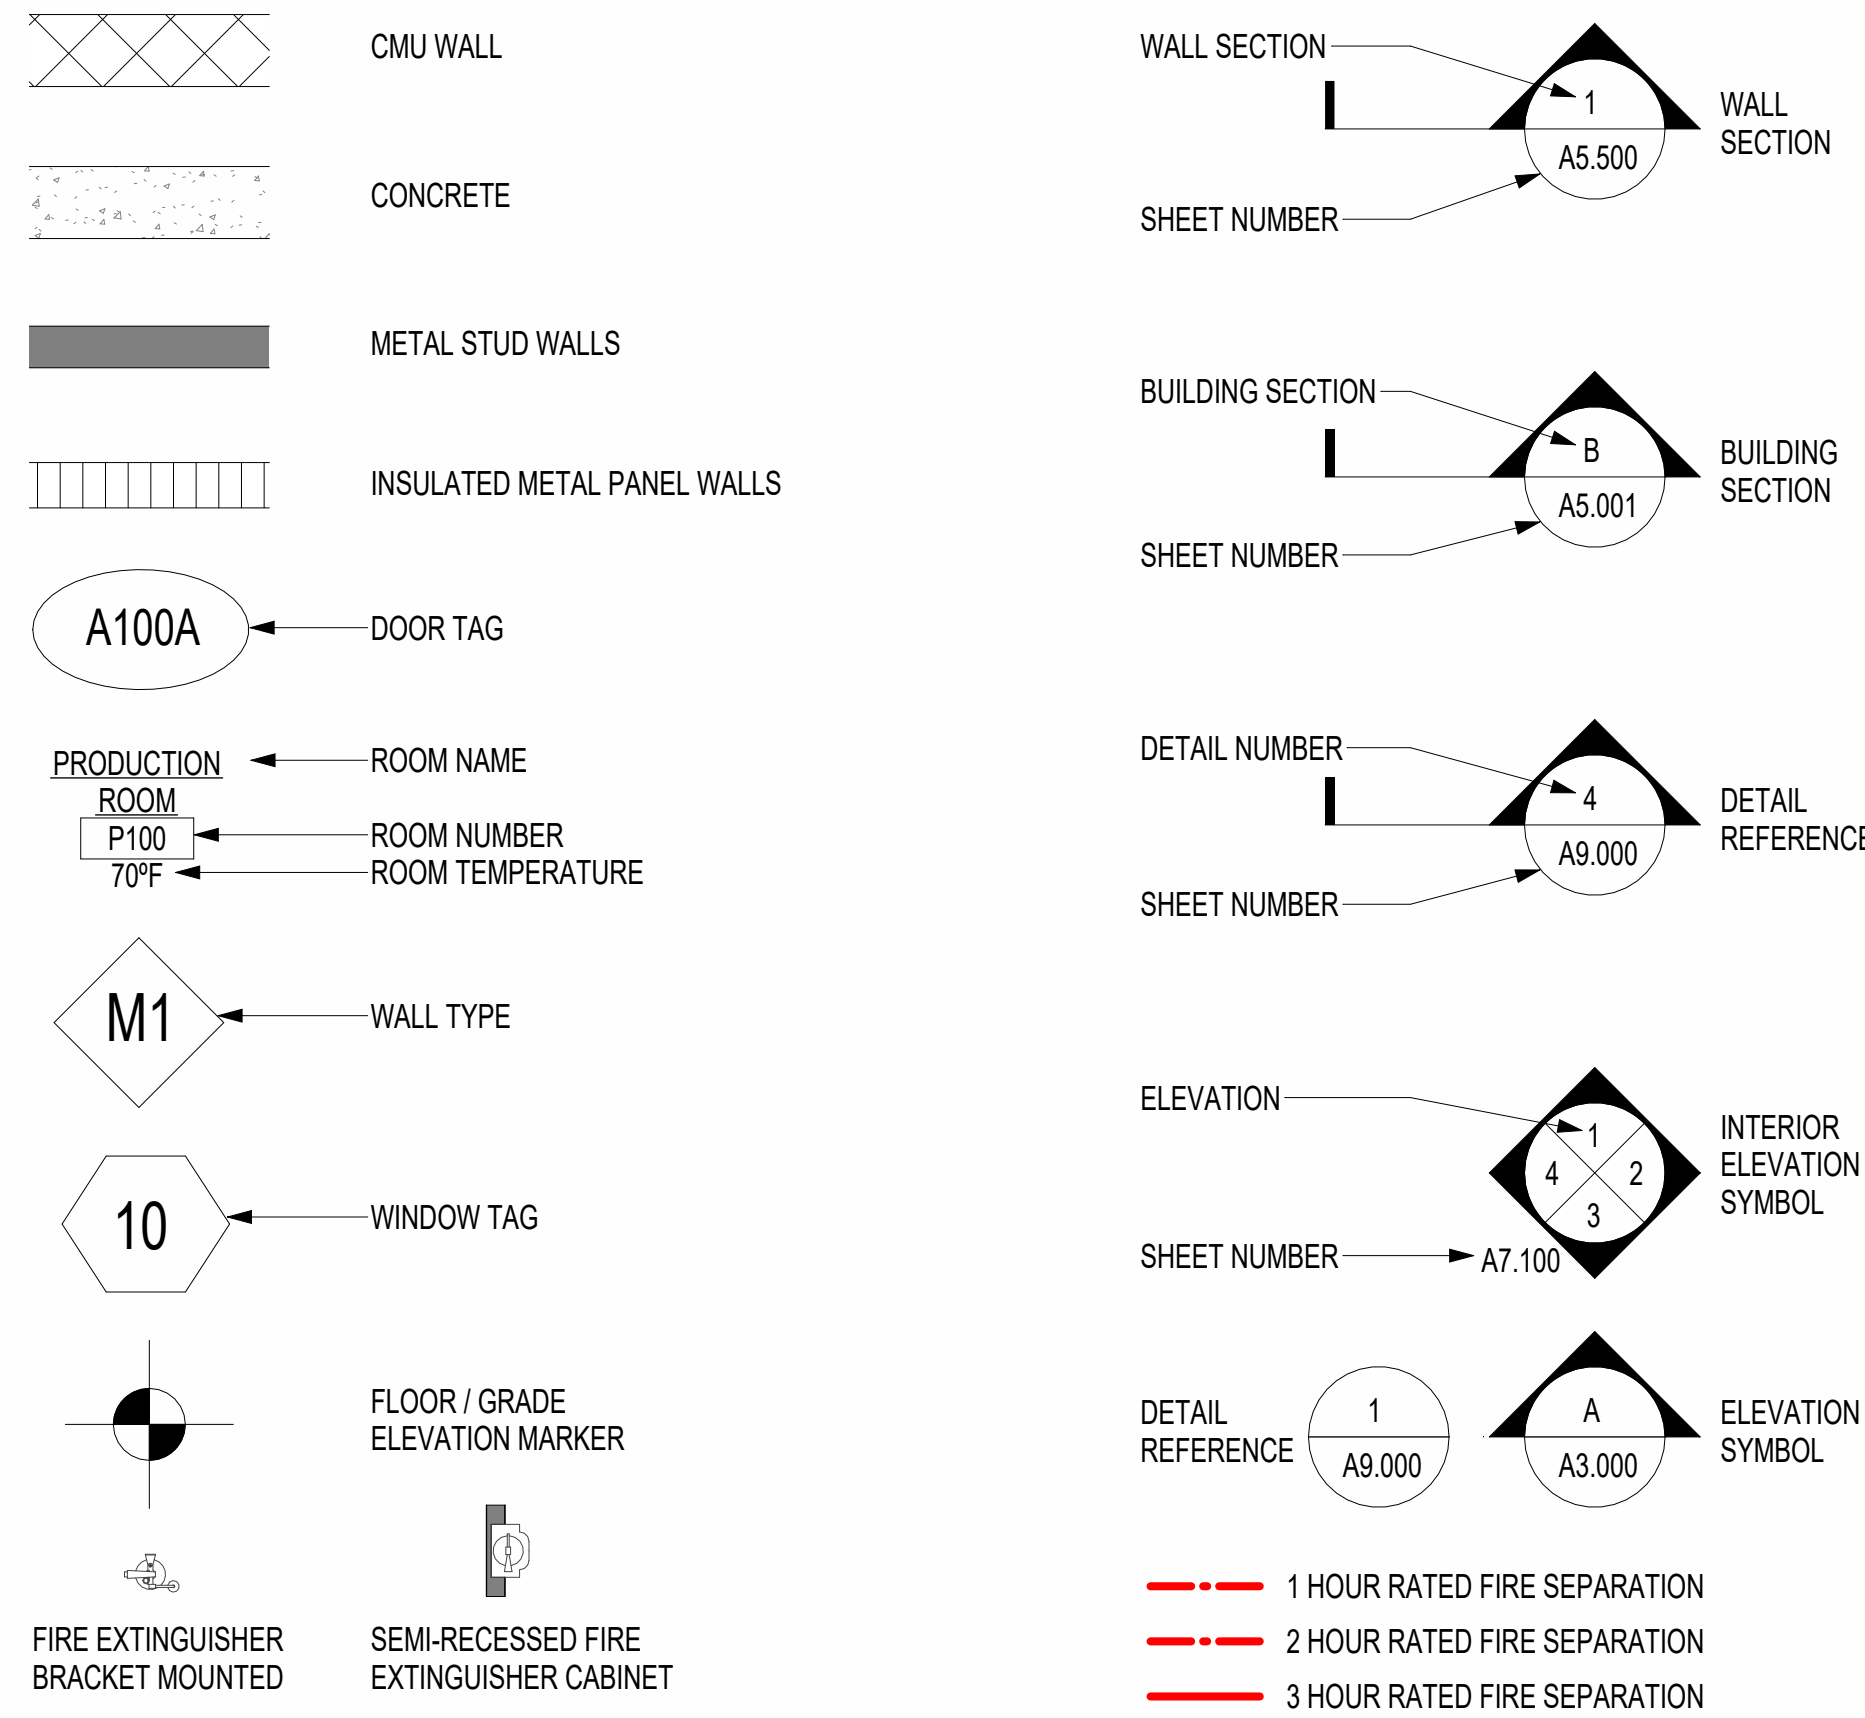 CMU WALL
CONCRETE
METAL STUD WALLS
INSULATED METAL PANEL WALLS
A100A
DOOR TAG
PRODUCTION
ROOM
ROOM NAME
P100
ROOM NUMBER
70ºF
ROOM TEMPERATURE
M1
WALL TYPE
10
WINDOW TAG
FLOOR / GRADE
ELEVATION MARKER
FIRE EXTINGUISHER
BRACKET MOUNTED
SEMI-RECESSED FIRE
EXTINGUISHER CABINET
WALL SECTION
1
A5.500
SHEET NUMBER
WALL
SECTION
BUILDING SECTION
B
A5.001
SHEET NUMBER
BUILDING
SECTION
DETAIL NUMBER
4
A9.000
SHEET NUMBER
DETAIL
REFERENCE
ELEVATION
1
4
2
3
SHEET NUMBER
A7.100
INTERIOR
ELEVATION
SYMBOL
DETAIL
REFERENCE
1
A9.000
A
A3.000
ELEVATION
SYMBOL
1 HOUR RATED FIRE SEPARATION
2 HOUR RATED FIRE SEPARATION
3 HOUR RATED FIRE SEPARATION